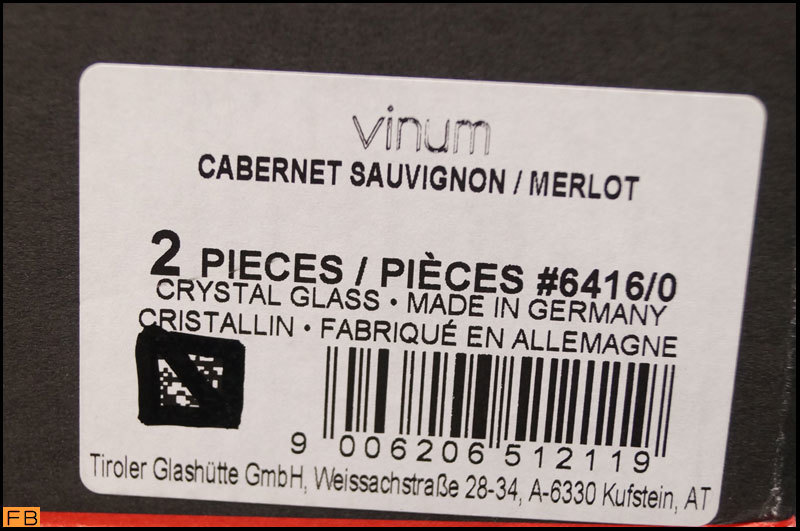 vinum
CABERNET SAUVIGNON / MERLOT
2 PIECES / PIÈCES #6416/0
CRYSTAL GLASS • MADE IN GERMANY
CRISTALLIN • FABRIQUÉ EN ALLEMAGNE
9 006206 512119
Tiroler Glashütte GmbH, Weissachstraße 28-34, A-6330 Kufstein, AT
FB